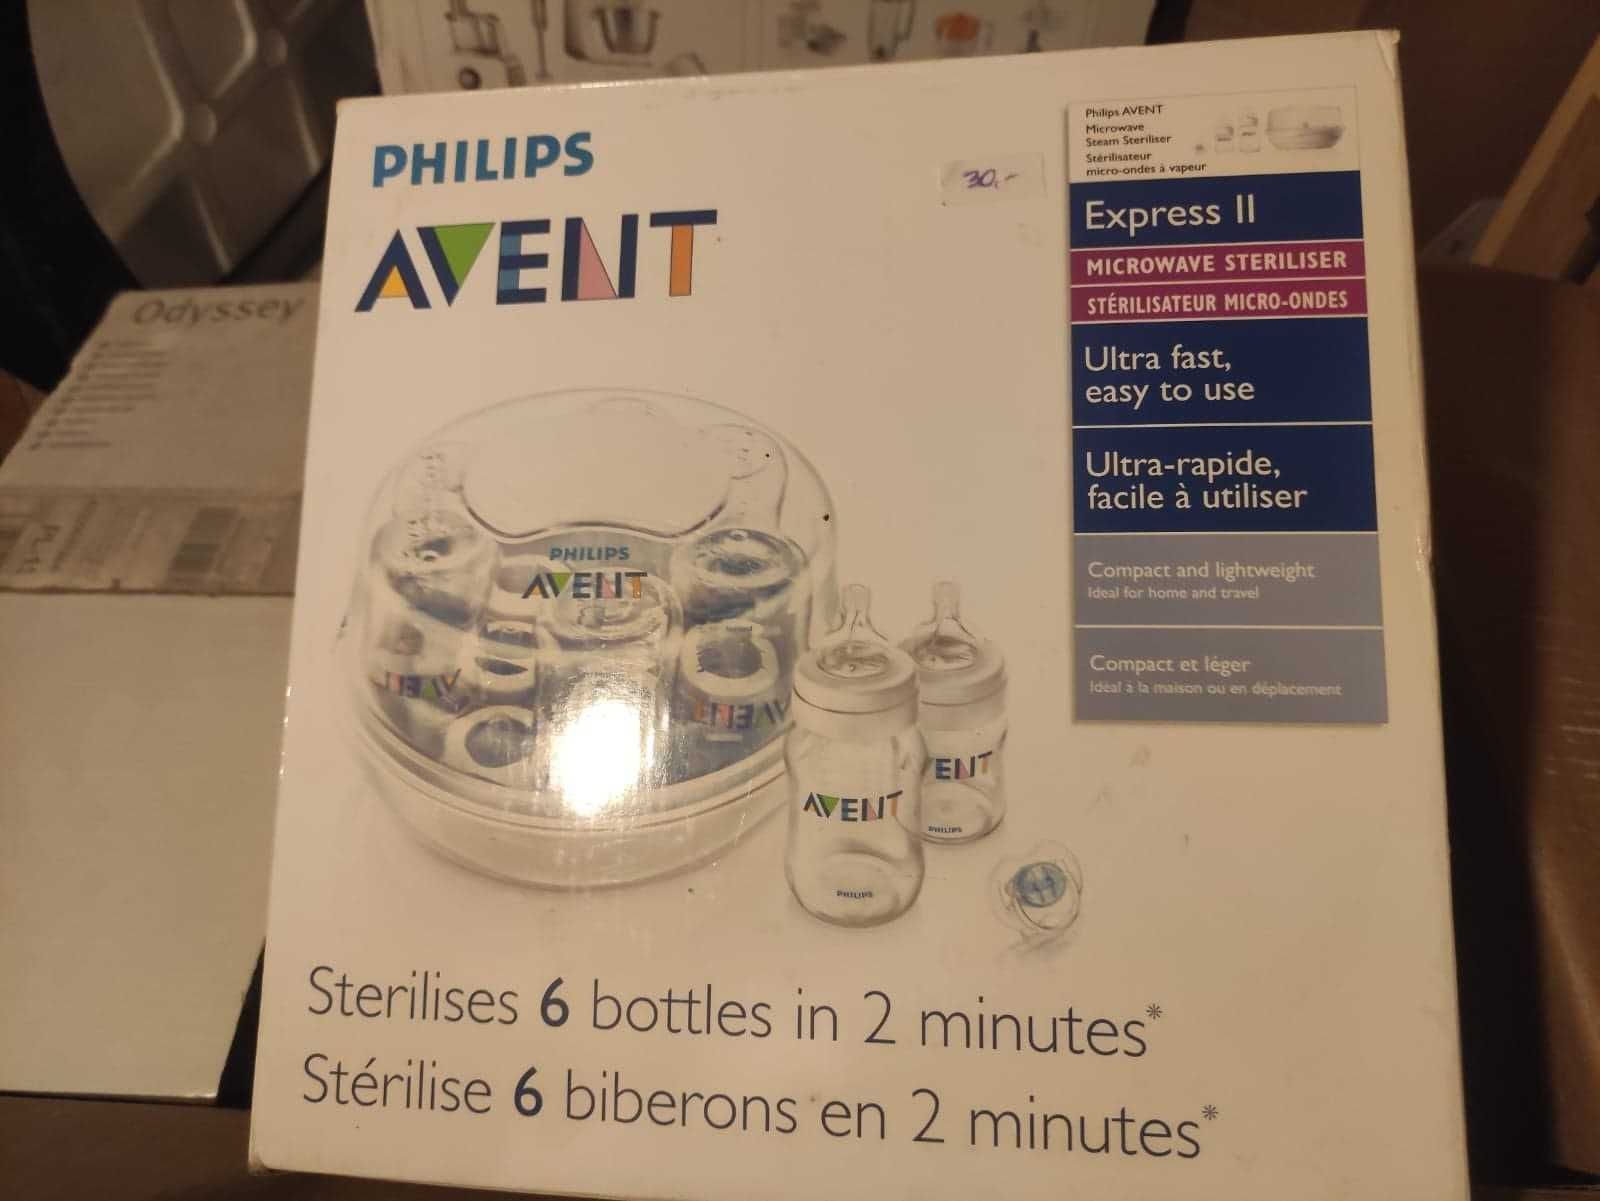 PHILIPS
AVENT
30,-
Philips AVENT
Microwave
Steam Steriliser
Stérilisateur
micro-ondes à vapeur
Express II
MICROWAVE STERILISER
STÉRILISATEUR MICRO-ONDES
Ultra fast,
easy to use
Ultra-rapide,
facile à utiliser
Compact and lightweight
Ideal for home and travel
Compact et léger
Idéal à la maison ou en déplacement
Odyssey
PHILIPS
AVENT
AVENT
AVENT
AVENT
PHILIPS
ENT
PHILIPS
Sterilises 6 bottles in 2 minutes*
Stérilise 6 biberons en 2 minutes*